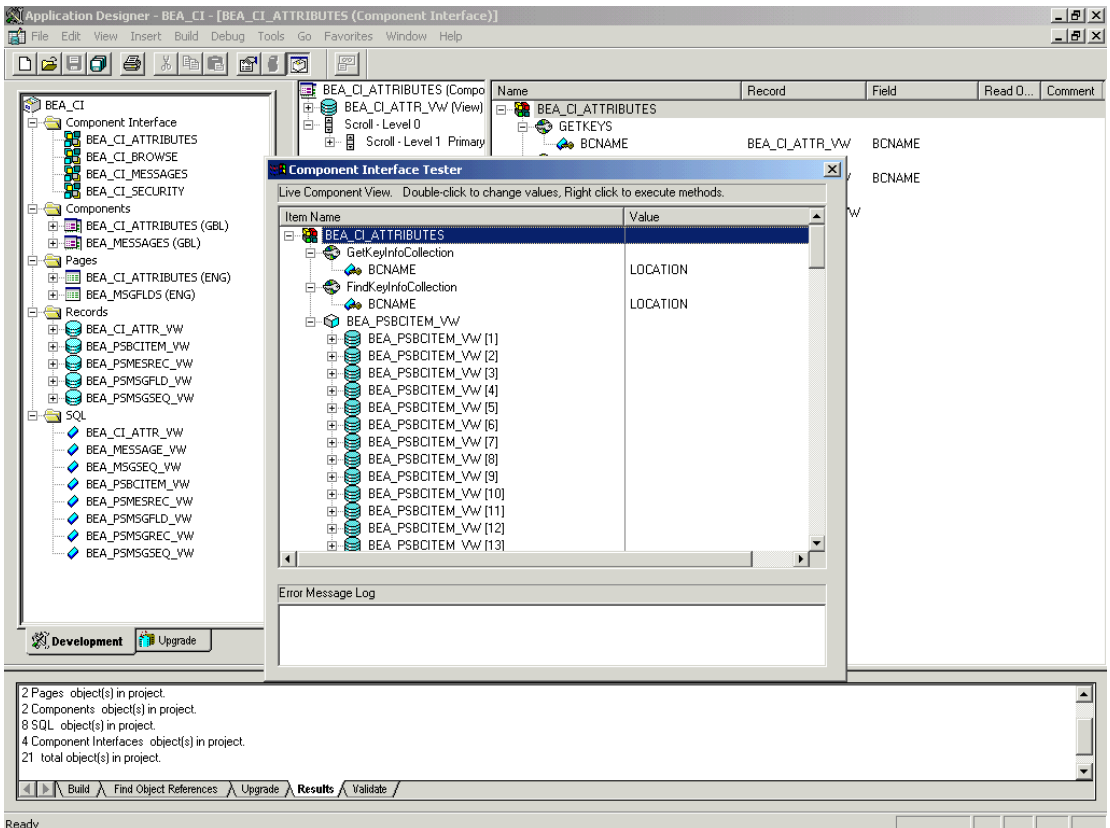 Application Designer - BEA_CI - [BEA_CI_ATTRIBUTES (Component Interface)]
File Edit View Insert Build Debug Tools Go Favorites Window Help
BEA_CI
Component Interface
BEA_CI_ATTRIBUTES
BEA_CI_BROWSE
BEA_CI_MESSAGES
BEA_CI_SECURITY
Components
BEA_CI_ATTRIBUTES (GBL)
BEA_MESSAGES (GBL)
Pages
BEA_CI_ATTRIBUTES (ENG)
BEA_MSGFLDS (ENG)
Records
BEA_CI_ATTR_VW
BEA_PSBCITEM_VW
BEA_PSMESREC_VW
BEA_PSMSGFLD_VW
BEA_PSMSGSEQ_VW
SQL
BEA_CI_ATTR_VW
BEA_MESSAGE_VW
BEA_MSGSEQ_VW
BEA_PSBCITEM_VW
BEA_PSMESREC_VW
BEA_PSMSGFLD_VW
BEA_PSMSGREC_VW
BEA_PSMSGSEQ_VW
Development Upgrade
BEA_CI_ATTRIBUTES (Compo
BEA_CI_ATTR_VW (View)
Scroll - Level 0
Scroll - Level 1 Primary
Name Record Field Read O... Comment
BEA_CI_ATTRIBUTES
GETKEYS
BCNAME BEA_CI_ATTR_VW BCNAME
BCNAME
Component Interface Tester
Live Component View. Double-click to change values, Right click to execute methods.
Item Name Value
BEA_CI_ATTRIBUTES
GetKeyInfoCollection
BCNAME LOCATION
FindKeyInfoCollection
BCNAME LOCATION
BEA_PSBCITEM_VW
BEA_PSBCITEM_VW [1]
BEA_PSBCITEM_VW [2]
BEA_PSBCITEM_VW [3]
BEA_PSBCITEM_VW [4]
BEA_PSBCITEM_VW [5]
BEA_PSBCITEM_VW [6]
BEA_PSBCITEM_VW [7]
BEA_PSBCITEM_VW [8]
BEA_PSBCITEM_VW [9]
BEA_PSBCITEM_VW [10]
BEA_PSBCITEM_VW [11]
BEA_PSBCITEM_VW [12]
BEA_PSBCITEM_VW [13]
Error Message Log
2 Pages object(s) in project.
2 Components object(s) in project.
8 SQL object(s) in project.
4 Component Interfaces object(s) in project.
21 total object(s) in project.
Build Find Object References Upgrade Results Validate
Ready